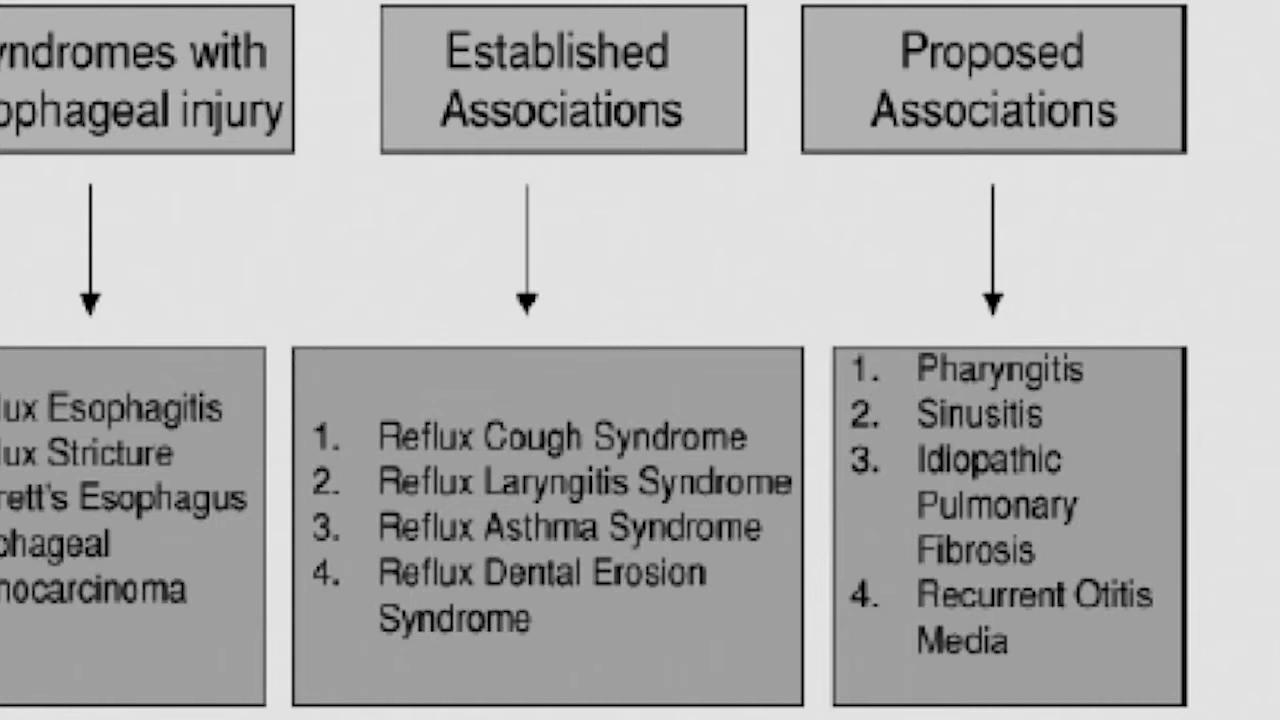 yndromes with
ophageal injury
Established
Associations
Proposed
Associations
lux Esophagitis
lux Stricture
rett's Esophagus
phageal
nocarcinoma
1. Reflux Cough Syndrome
2. Reflux Laryngitis Syndrome
3. Reflux Asthma Syndrome
4. Reflux Dental Erosion
Syndrome
1. Pharyngitis
2. Sinusitis
3. Idiopathic
Pulmonary
Fibrosis
4. Recurrent Otitis
Media